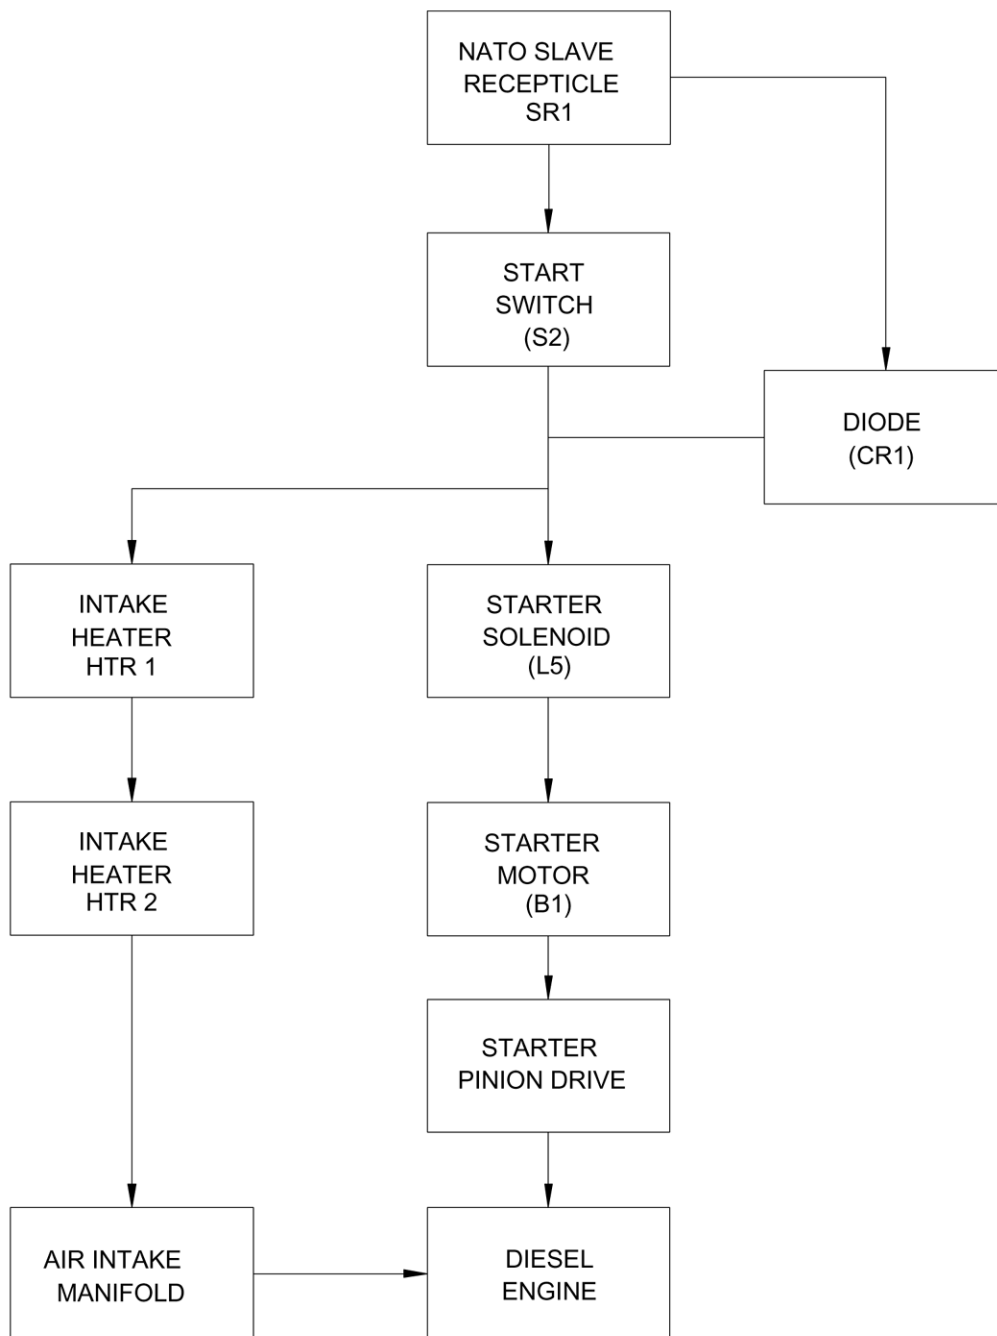 NATO SLAVE
RECEPTICLE
SR1
START
SWITCH
(S2)
DIODE
(CR1)
INTAKE
HEATER
HTR 1
STARTER
SOLENOID
(L5)
INTAKE
HEATER
HTR 2
STARTER
MOTOR
(B1)
STARTER
PINION DRIVE
AIR INTAKE
MANIFOLD
DIESEL
ENGINE